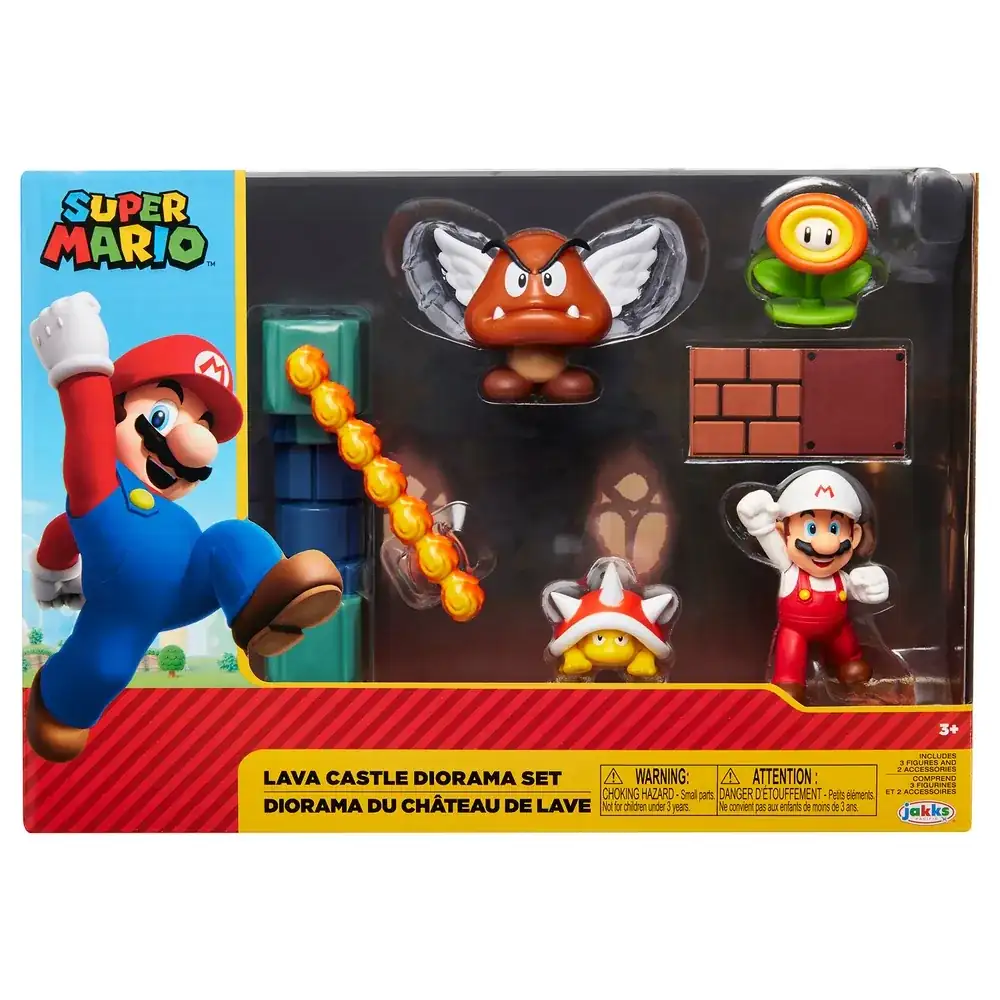 SUPER
MARIO™
M
M
3+
LAVA CASTLE DIORAMA SET
DIORAMA DU CHÂTEAU DE LAVE
WARNING:
CHOKING HAZARD - Small parts.
Not for children under 3 years.
ATTENTION :
DANGER D'ÉTOUFFEMENT - Petits éléments.
Ne convient pas aux enfants de moins de 3 ans.
INCLUDES
3 FIGURES AND
2 ACCESSORIES
COMPREND
3 FIGURINES
ET 2 ACCESSOIRES
jakks
PACIFIC